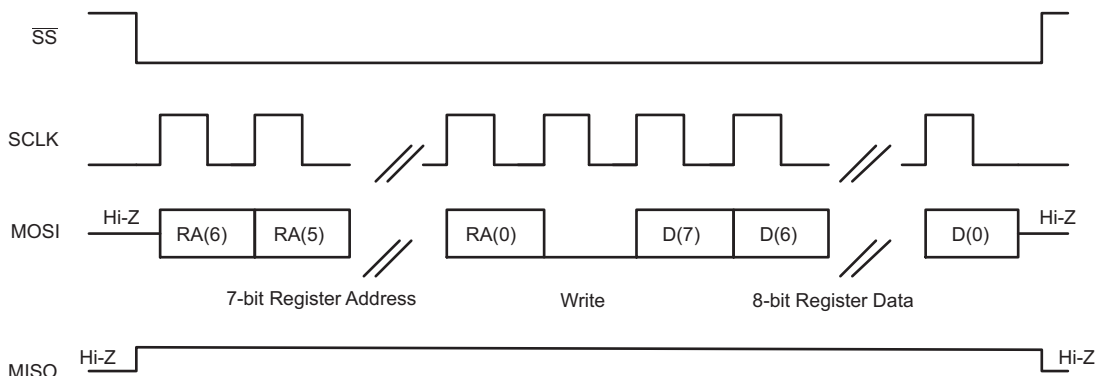 SS
SCLK
Hi-Z
MOSI
RA(6)
RA(5)
RA(0)
D(7)
D(6)
D(0)
Hi-Z
7-bit Register Address
Write
8-bit Register Data
Hi-Z
MISO
Hi-Z